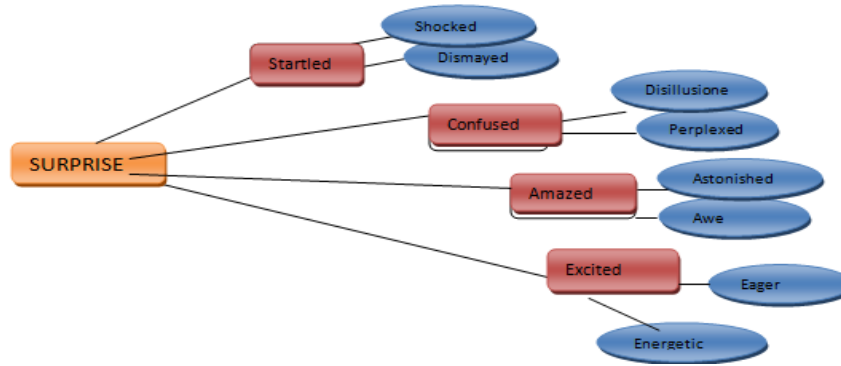 Shocked
Startled
Dismayed
Disillusione
Confused
Perplexed
SURPRISE
Astonished
Amazed
Awe
Excited
Eager
Energetic